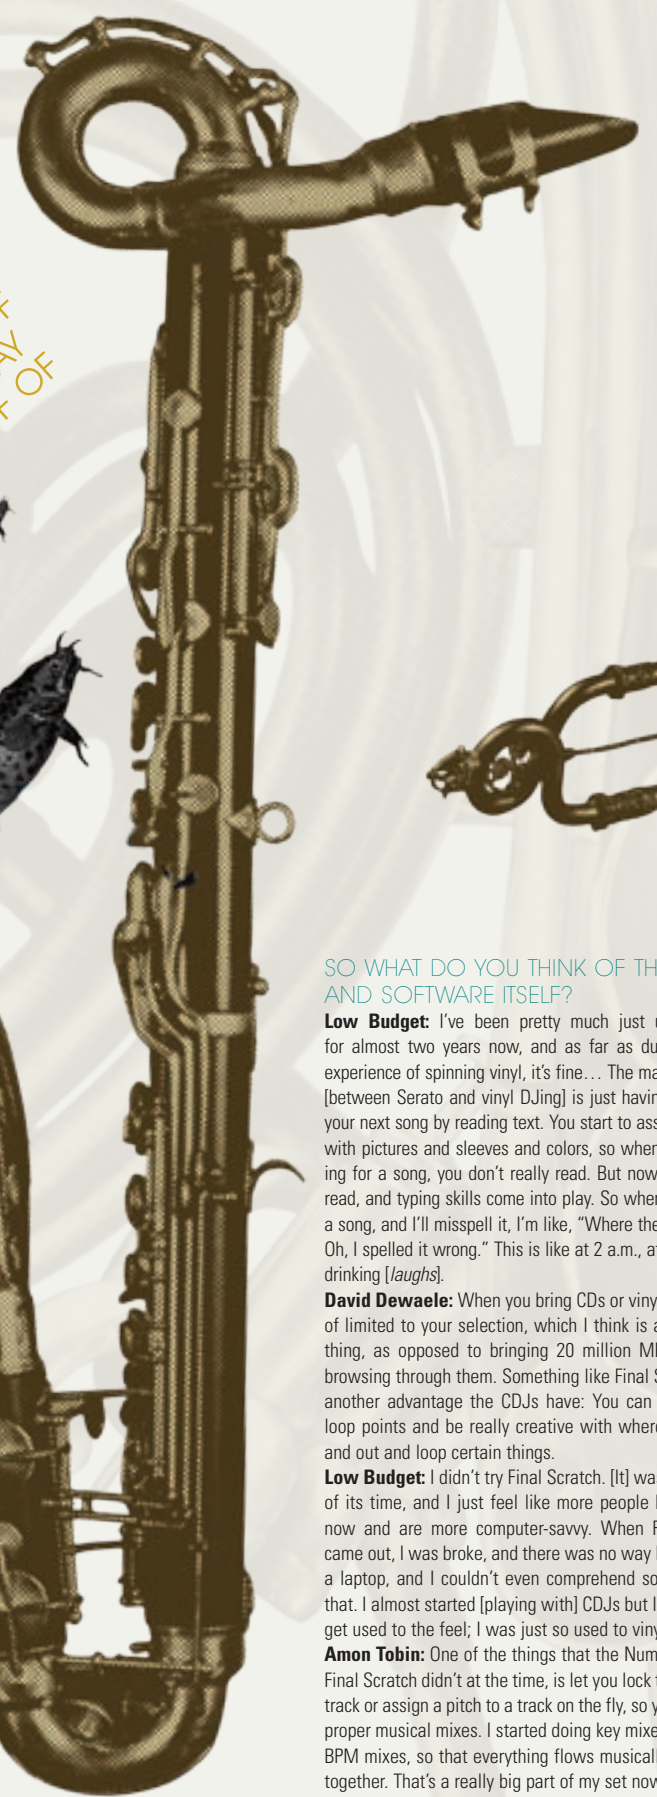 AY
OF
SO WHAT DO YOU THINK OF TH
AND SOFTWARE ITSELF?
Low Budget: I've been pretty much just
for almost two years now, and as far as du
experience of spinning vinyl, it's fine… The ma
[between Serato and vinyl DJing] is just havin
your next song by reading text. You start to ass
with pictures and sleeves and colors, so when
ing for a song, you don't really read. But now
read, and typing skills come into play. So when
a song, and I'll misspell it, I'm like, "Where the
Oh, I spelled it wrong." This is like at 2 a.m., a
drinking [laughs].
David Dewaele: When you bring CDs or viny
of limited to your selection, which I think is a
thing, as opposed to bringing 20 million M
browsing through them. Something like Final S
another advantage the CDJs have: You can
loop points and be really creative with where
and out and loop certain things.
Low Budget: I didn't try Final Scratch. [It] was
of its time, and I just feel like more people
now and are more computer-savvy. When F
came out, I was broke, and there was no way
a laptop, and I couldn't even comprehend so
that. I almost started [playing with] CDJs but I
get used to the feel; I was just so used to viny
Amon Tobin: One of the things that the Num
Final Scratch didn't at the time, is let you lock
track or assign a pitch to a track on the fly, so y
proper musical mixes. I started doing key mixe
BPM mixes, so that everything flows musicall
together. That's a really big part of my set now